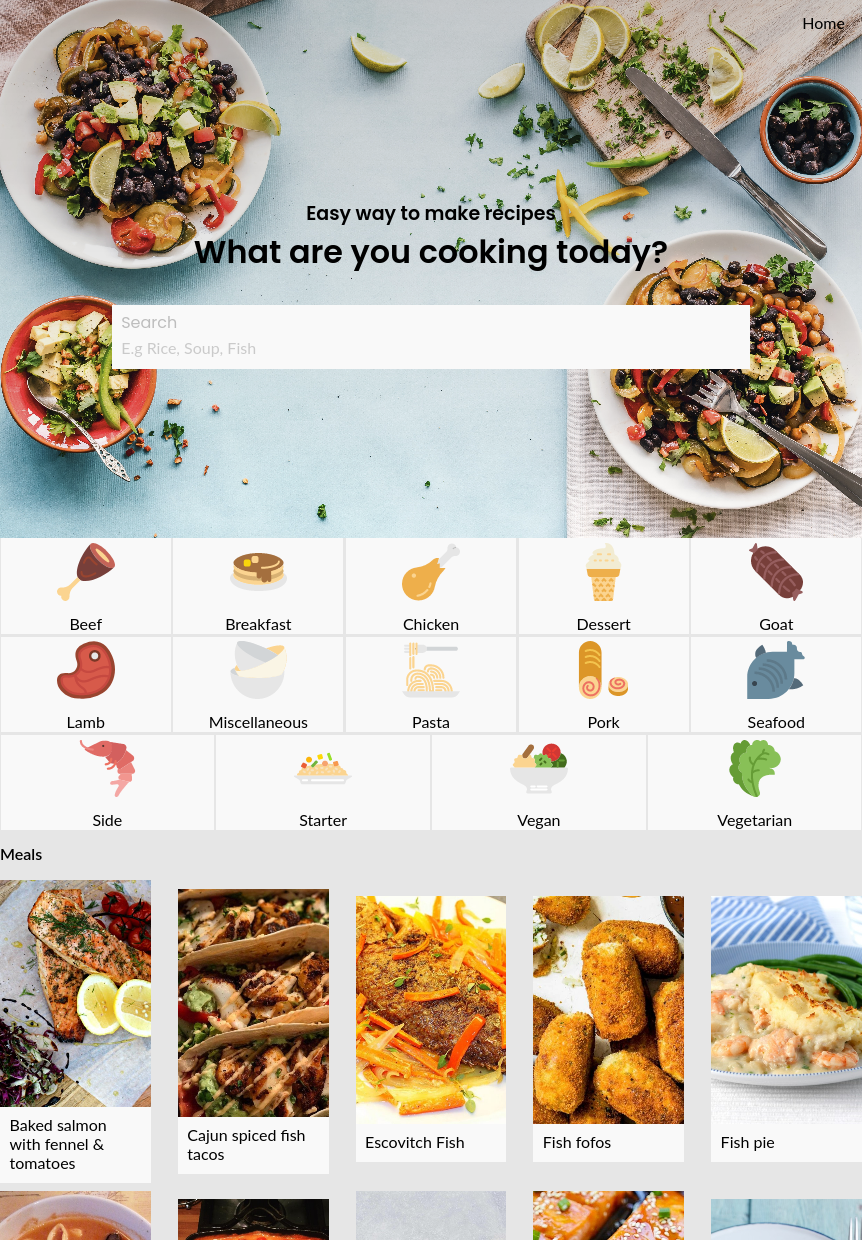 Home
Easy way to make recipes
What are you cooking today?
Search
E.g Rice, Soup, Fish
Beef
Breakfast
Chicken
Dessert
Goat
Lamb
Miscellaneous
Pasta
Pork
Seafood
Side
Starter
Vegan
Vegetarian
Meals
Baked salmon
with fennel &
tomatoes
Cajun spiced fish
tacos
Escovitch Fish
Fish fofos
Fish pie